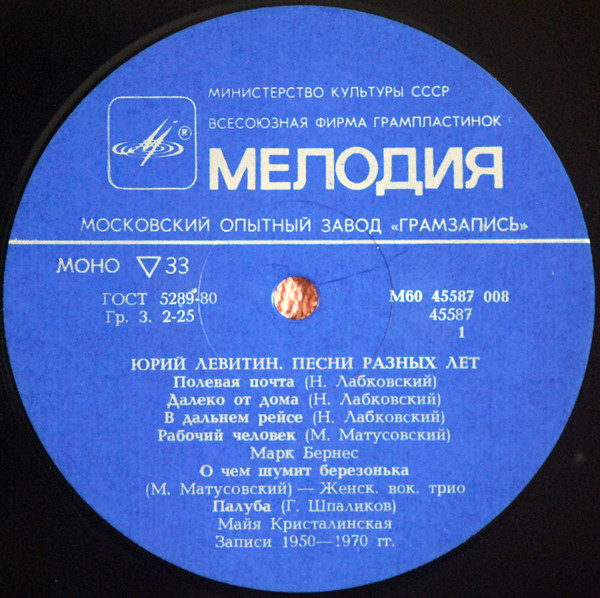 МИНИСТЕРСТВО КУЛЬТУРЫ СССР
ВСЕСОЮЗНАЯ ФИРМА ГРАМПЛАСТИНОК
®
МЕЛОДИЯ
МОСКОВСКИЙ ОПЫТНЫЙ ЗАВОД «ГРАМЗАПИСЬ»
МОНО ▽ 33
ГОСТ 5289-80 М60 45587 008
Гр. 3. 2-25 45587
1
ЮРИЙ ЛЕВИТИН. ПЕСНИ РАЗНЫХ ЛЕТ
Полевая почта (Н. Лабковский)
Далеко от дома (Н. Лабковский)
В дальнем рейсе (Н. Лабковский)
Рабочий человек (М. Матусовский)
Марк Бернес
О чем шумит березонька
(М. Матусовский) — Женск. вок. трио
Палуба (Г. Шпаликов)
Майя Кристалинская
Записи 1950—1970 гг.